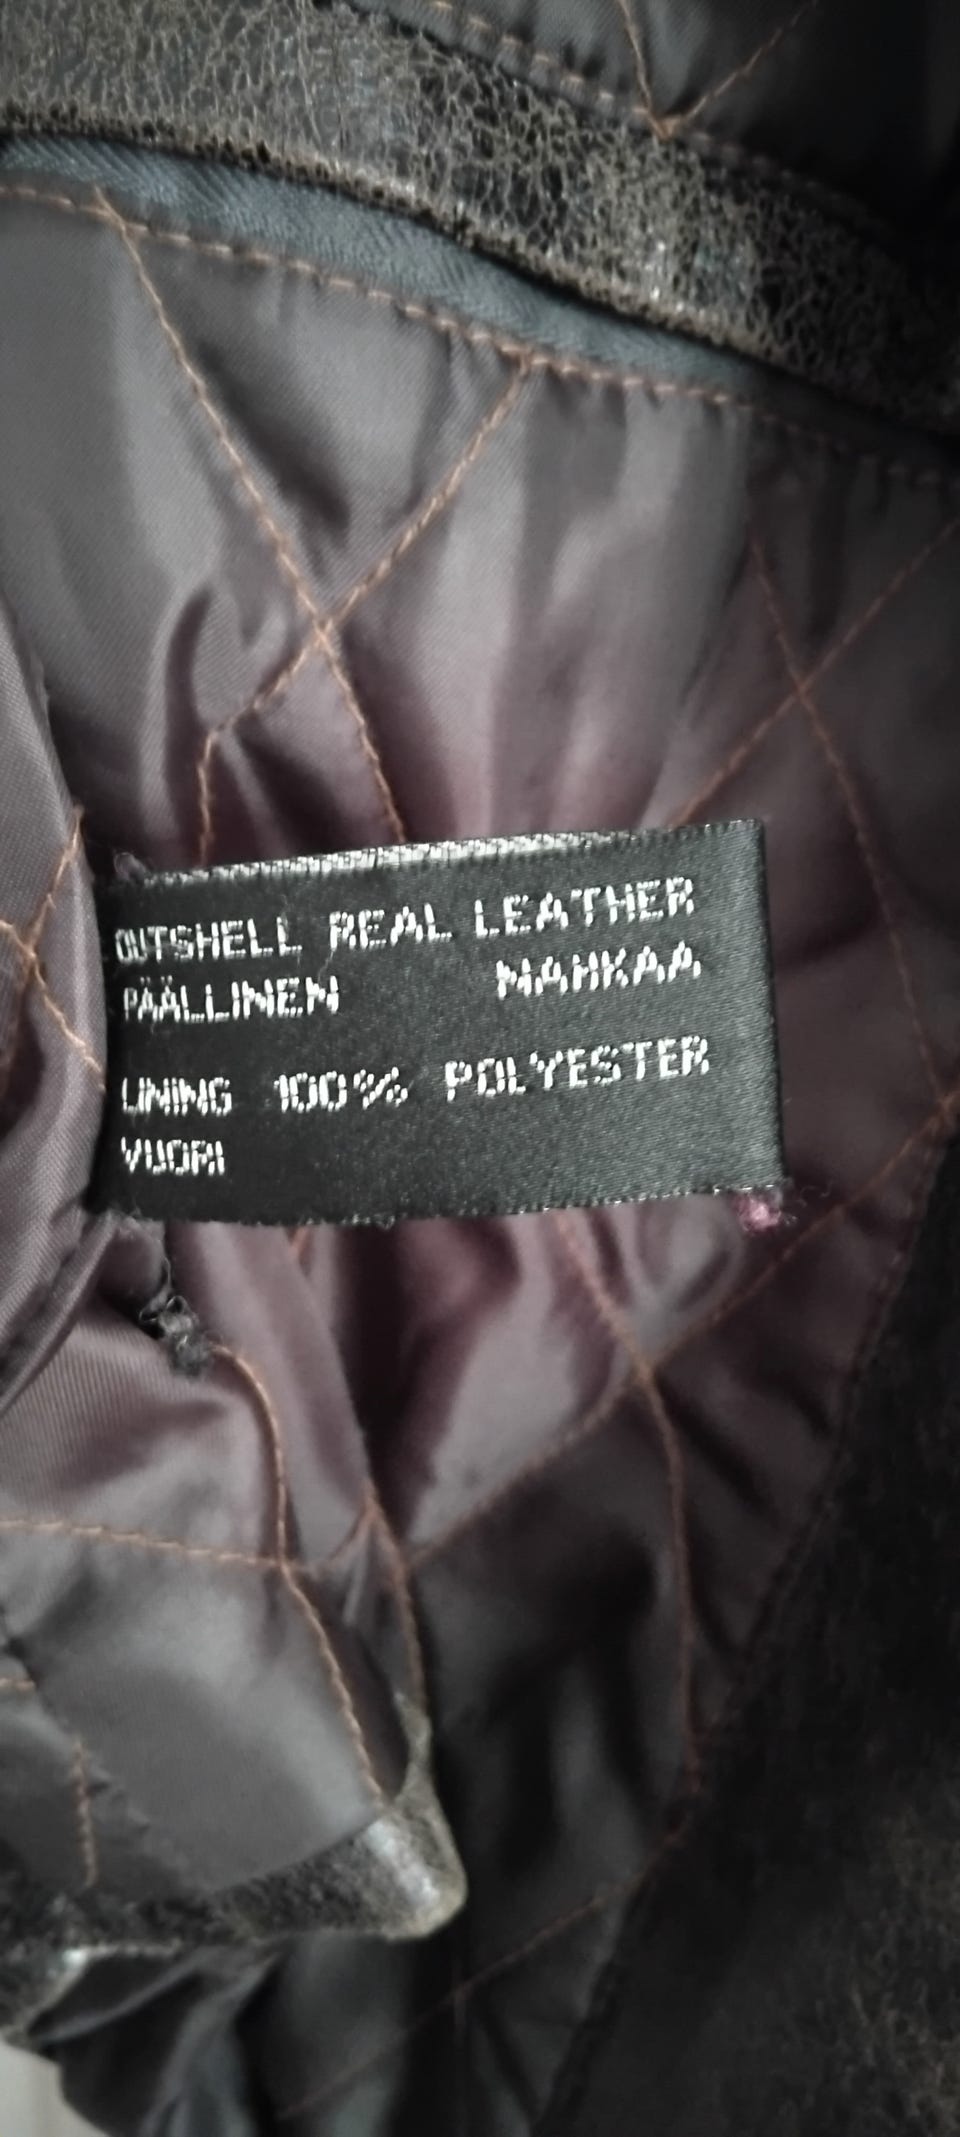 OUTSHELL REAL LEATHER
PÄÄLLINEN NAHKAA
LINING 100% POLYESTER
VUORI